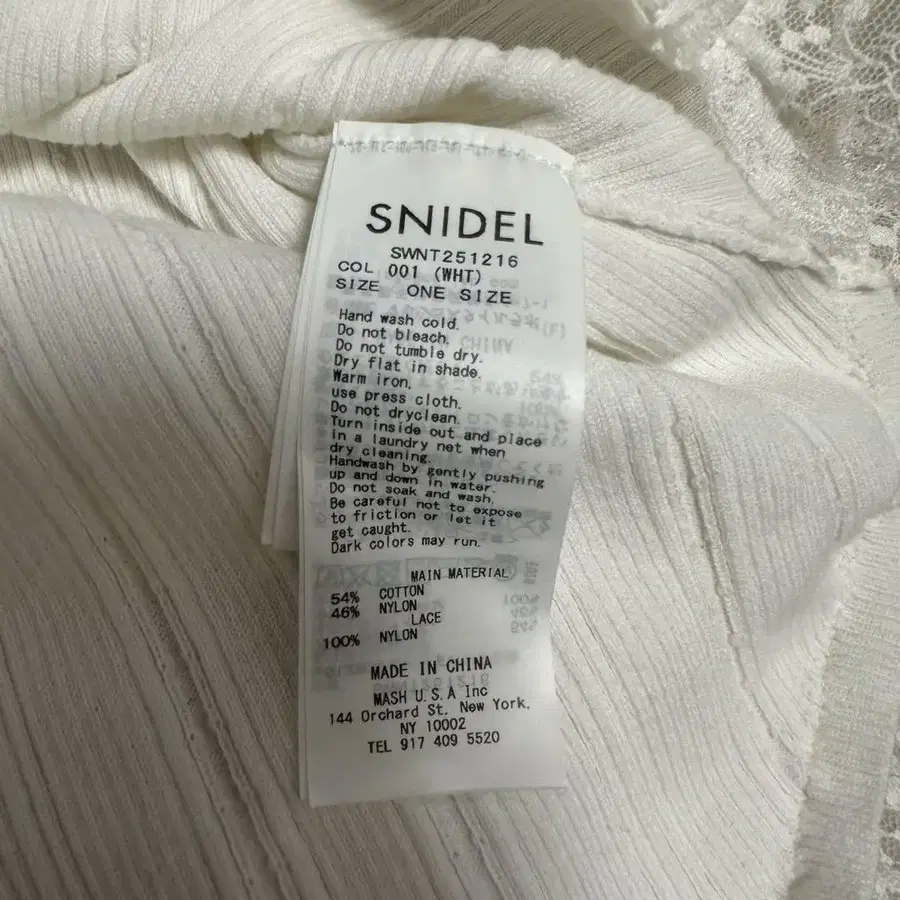 SNIDEL
SWNT251216
COL 001 (WHT)
SIZE ONE SIZE
Hand wash cold.
Do not bleach.
Do not tumble dry.
Dry flat in shade.
Warm iron.
use press cloth.
Do not dryclean.
Turn inside out and place
in a laundry net when
dry cleaning.
Handwash by gently pushing
up and down in water.
Do not soak and wash.
Be careful not to expose
to friction or let it
get caught.
Dark colors may run.
MAIN MATERIAL
54% COTTON
46% NYLON
LACE
100% NYLON
MADE IN CHINA
MASH U.S.A Inc
144 Orchard St. New York,
NY 10002
TEL 917 409 5520